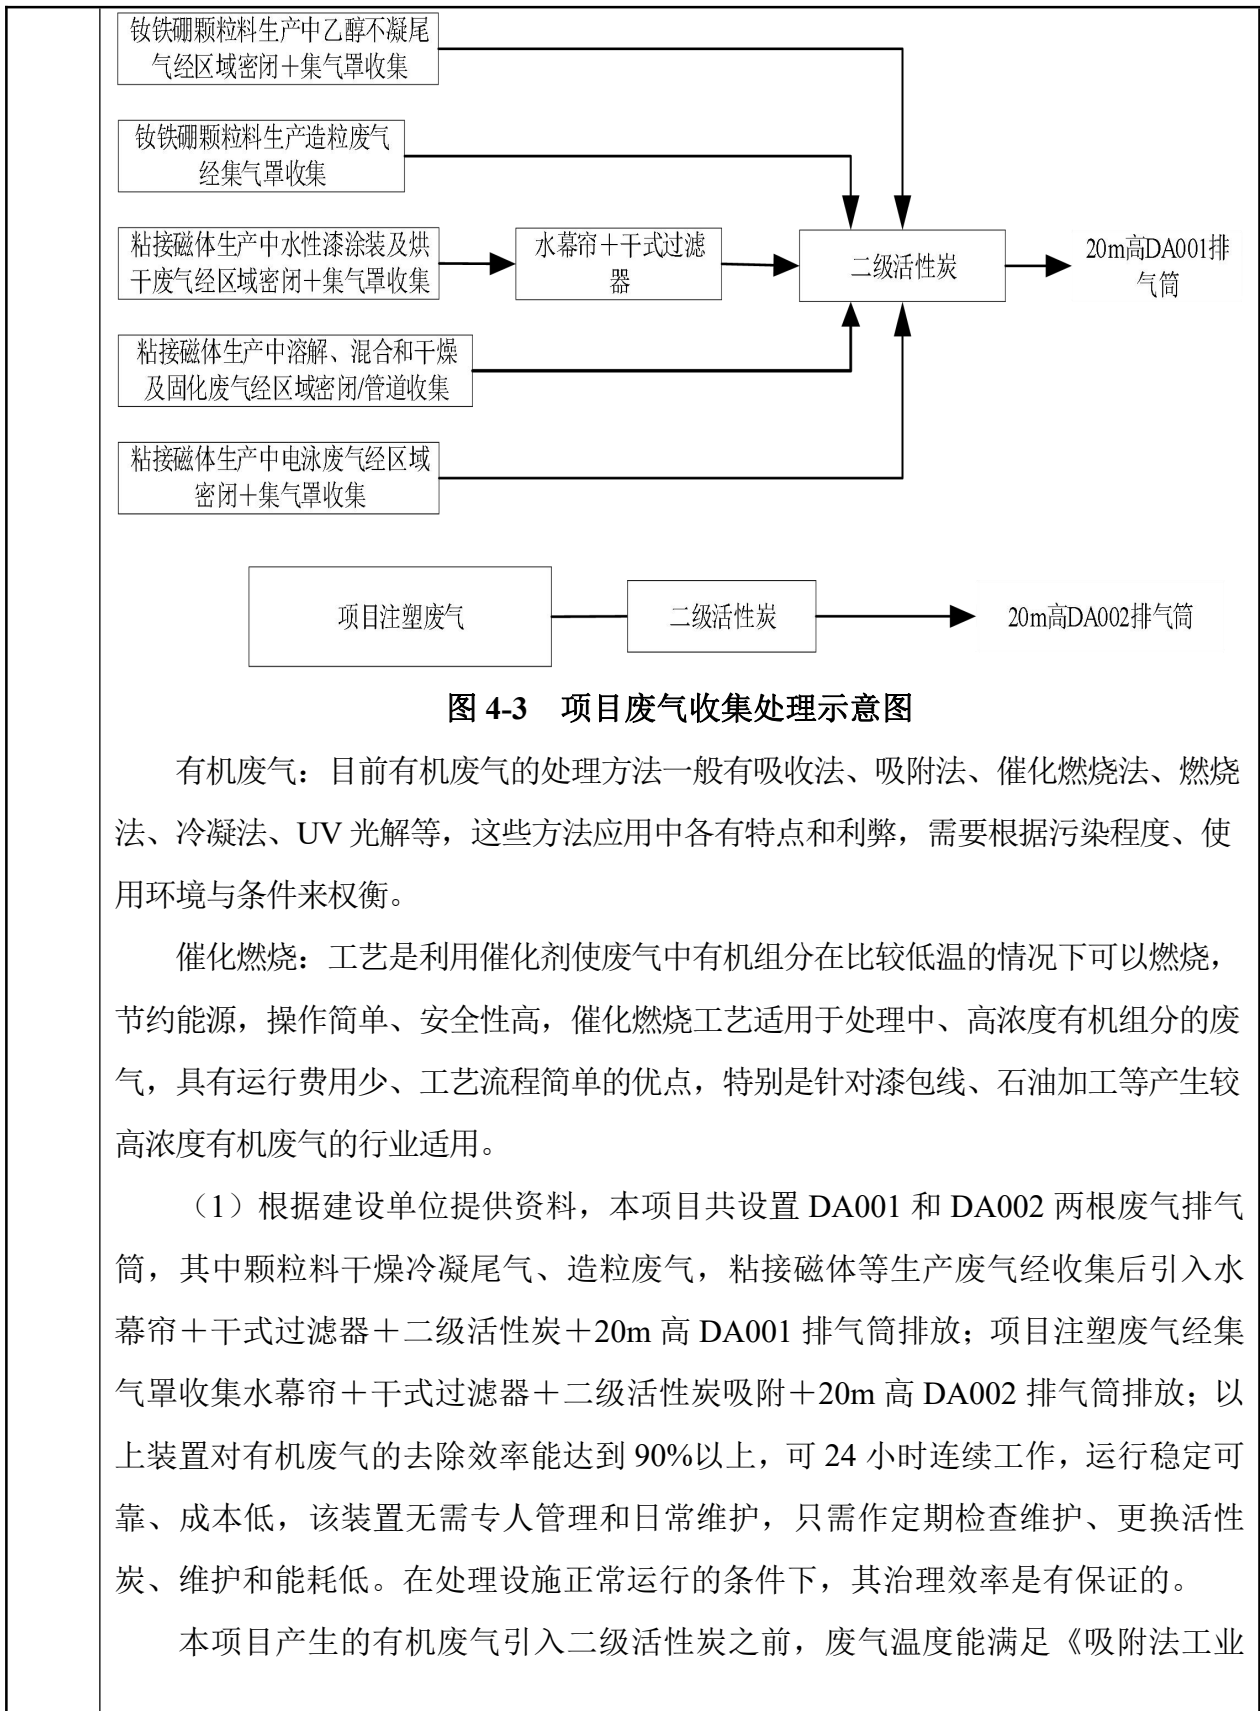 钕铁硼颗粒料生产中乙醇不凝尾
气经区域密闭＋集气罩收集
钕铁硼颗粒料生产造粒废气
经集气罩收集
粘接磁体生产中水性漆涂装及烘
干废气经区域密闭＋集气罩收集
水幕帘＋干式过滤
器
二级活性炭
20m高DA001排
气筒
粘接磁体生产中溶解、混合和干燥
及固化废气经区域密闭/管道收集
粘接磁体生产中电泳废气经区域
密闭＋集气罩收集
项目注塑废气
二级活性炭
20m高DA002排气筒
图 4-3　项目废气收集处理示意图
有机废气：目前有机废气的处理方法一般有吸收法、吸附法、催化燃烧法、燃烧
法、冷凝法、UV 光解等，这些方法应用中各有特点和利弊，需要根据污染程度、使
用环境与条件来权衡。
催化燃烧：工艺是利用催化剂使废气中有机组分在比较低温的情况下可以燃烧，
节约能源，操作简单、安全性高，催化燃烧工艺适用于处理中、高浓度有机组分的废
气，具有运行费用少、工艺流程简单的优点，特别是针对漆包线、石油加工等产生较
高浓度有机废气的行业适用。
（1）根据建设单位提供资料，本项目共设置 DA001 和 DA002 两根废气排气
筒，其中颗粒料干燥冷凝尾气、造粒废气，粘接磁体等生产废气经收集后引入水
幕帘＋干式过滤器＋二级活性炭＋20m 高 DA001 排气筒排放；项目注塑废气经集
气罩收集水幕帘＋干式过滤器＋二级活性炭吸附＋20m 高 DA002 排气筒排放；以
上装置对有机废气的去除效率能达到 90%以上，可 24 小时连续工作，运行稳定可
靠、成本低，该装置无需专人管理和日常维护，只需作定期检查维护、更换活性
炭、维护和能耗低。在处理设施正常运行的条件下，其治理效率是有保证的。
本项目产生的有机废气引入二级活性炭之前，废气温度能满足《吸附法工业